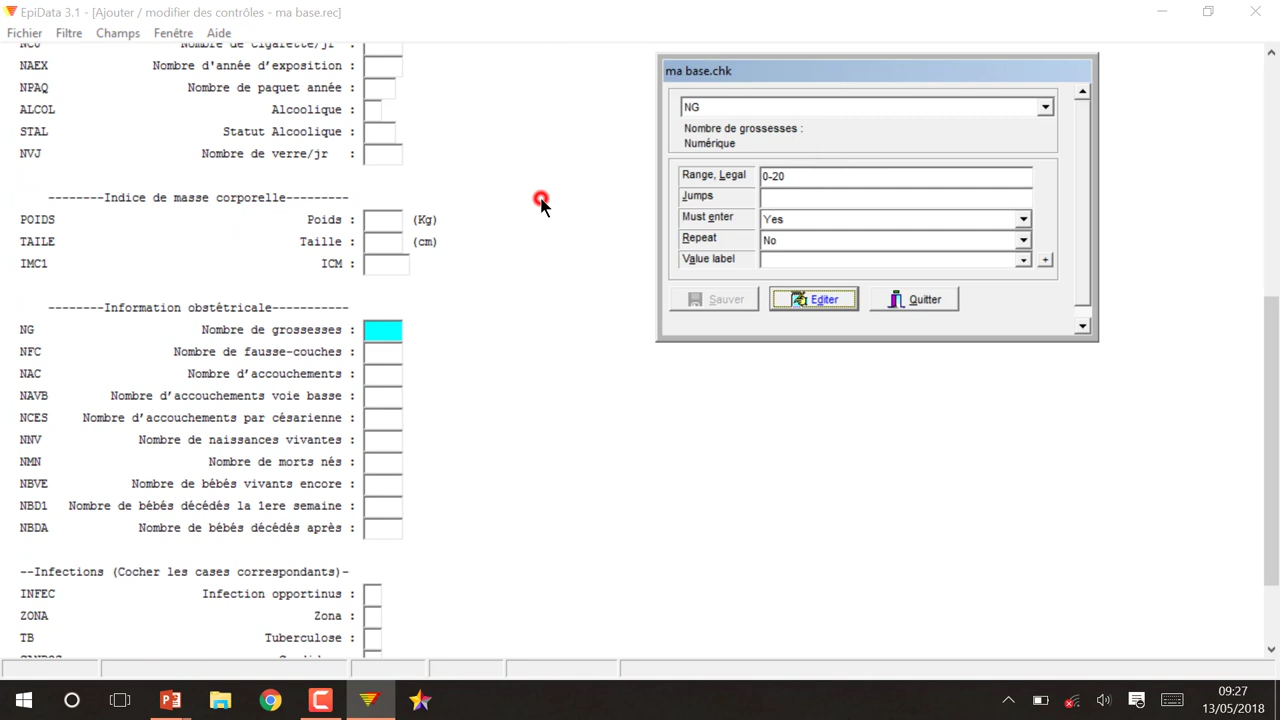 EpiData 3.1 - [Ajouter / modifier des contrôles - ma base.rec]
Fichier Filtre Champs Fenêtre Aide
NCJ Nombre de cigarette/jr :
NAEX Nombre d'année d’exposition :
NPAQ Nombre de paquet année :
ALCOL Alcoolique :
STAL Statut Alcoolique :
NVJ Nombre de verre/jr :
--------Indice de masse corporelle---------
POIDS Poids : (Kg)
TAILE Taille : (cm)
IMC1 ICM :
--------Information obstétricale-----------
NG Nombre de grossesses :
NFC Nombre de fausse-couches :
NAC Nombre d’accouchements :
NAVB Nombre d’accouchements voie basse :
NCES Nombre d’accouchements par césarienne :
NNV Nombre de naissances vivantes :
NMN Nombre de morts nés :
NBVE Nombre de bébés vivants encore :
NBD1 Nombre de bébés décédés la 1ere semaine :
NBDA Nombre de bébés décédés après :
--Infections (Cocher les cases correspondants)-
INFEC Infection opportinus :
ZONA Zona :
TB Tuberculose :
ma base.chk
NG
Nombre de grossesses :
Numérique
Range, Legal 0-20
Jumps
Must enter Yes
Repeat No
Value label +
Sauver Editer Quitter
09:27
13/05/2018